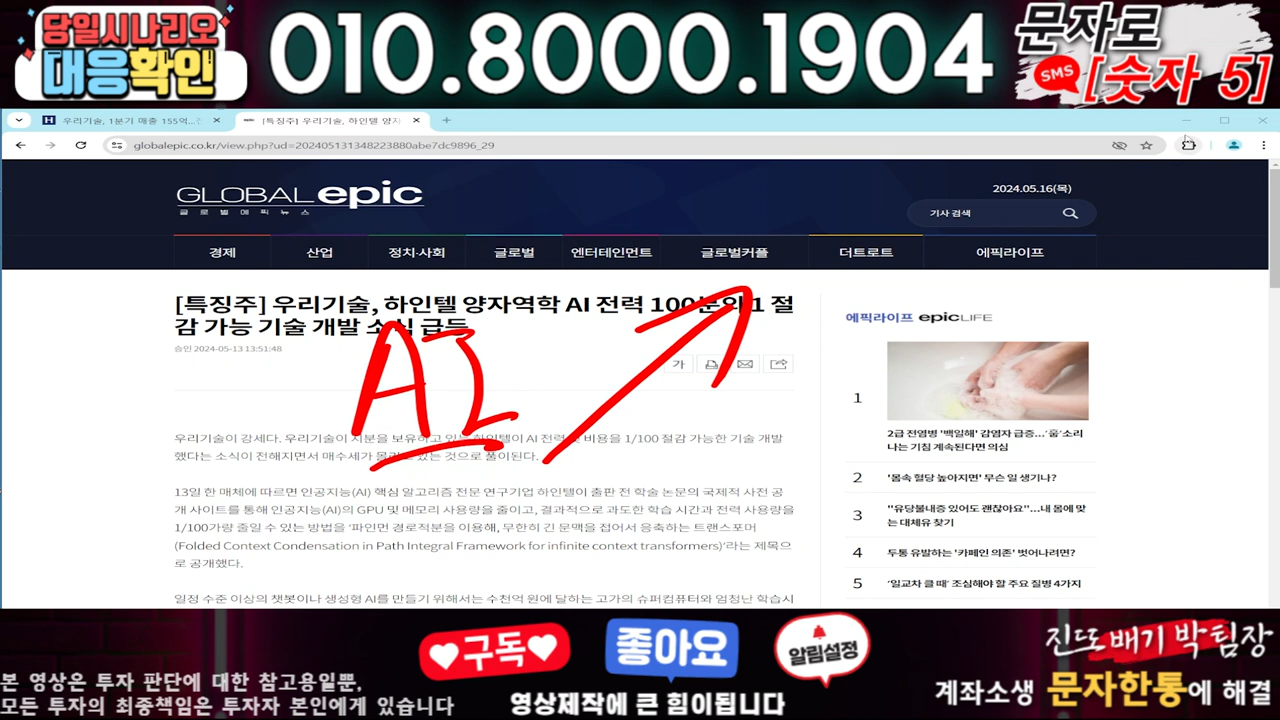 당일시나리오
대응확인
010.8000.1904
문자로
SMS
[숫자 5]
우리기술, 1분기 매출 155억...
[특징주] 우리기술, 하인텔 양자
globalepic.co.kr/view.php?ud=202405131348223880abe7dc9896_29
GLOBAL epic
글로벌에픽뉴스
2024.05.16(목)
기사 검색
경제 산업 정치·사회 글로벌 엔터테인먼트 글로벌커플 더트로트 에픽라이프
[특징주] 우리기술, 하인텔 양자역학 AI 전력 100분의 1 절
감 가능 기술 개발 소식 급등
승인 2024-05-13 13:51:48
가
AI
우리기술이 강세다. 우리기술이 지분을 보유하고 있는 하인텔이 AI 전력 및 비용을 1/100 절감 가능한 기술 개발
했다는 소식이 전해지면서 매수세가 몰리고 있는 것으로 풀이된다.
13일 한 매체에 따르면 인공지능(AI) 핵심 알고리즘 전문 연구기업 하인텔이 출판 전 학술 논문의 국제적 사전 공
개 사이트를 통해 인공지능(AI)의 GPU 및 메모리 사용량을 줄이고, 결과적으로 과도한 학습 시간과 전력 사용량을
1/100가량 줄일 수 있는 방법을 '파인먼 경로적분을 이용해, 무한히 긴 문맥을 접어서 응축하는 트랜스포머
(Folded Context Condensation in Path Integral Framework for infinite context transformers)'라는 제목으
로 공개했다.
일정 수준 이상의 챗봇이나 생성형 AI를 만들기 위해서는 수천억 원에 달하는 고가의 슈퍼컴퓨터와 엄청난 학습시
에픽라이프 epicLIFE
1
2급 전염병 '백일해' 감염자 급증...'훕'소리
나는 기침 계속된다면 의심
2 '몸속 혈당 높아지면' 무슨 일 생기나?
3 "유당불내증 있어도 괜찮아요"...내 몸에 맞
는 대체유 찾기
4 두통 유발하는 '카페인 의존' 벗어나려면?
5 '일교차 클 때' 조심해야 할 주요 질병 4가지
구독
좋아요
알림설정
영상제작에 큰 힘이됩니다
본 영상은 투자 판단에 대한 참고용일뿐,
모든 투자의 최종책임은 투자자 본인에게 있습니다
진또배기 박팀장
계좌소생 문자한통에 해결